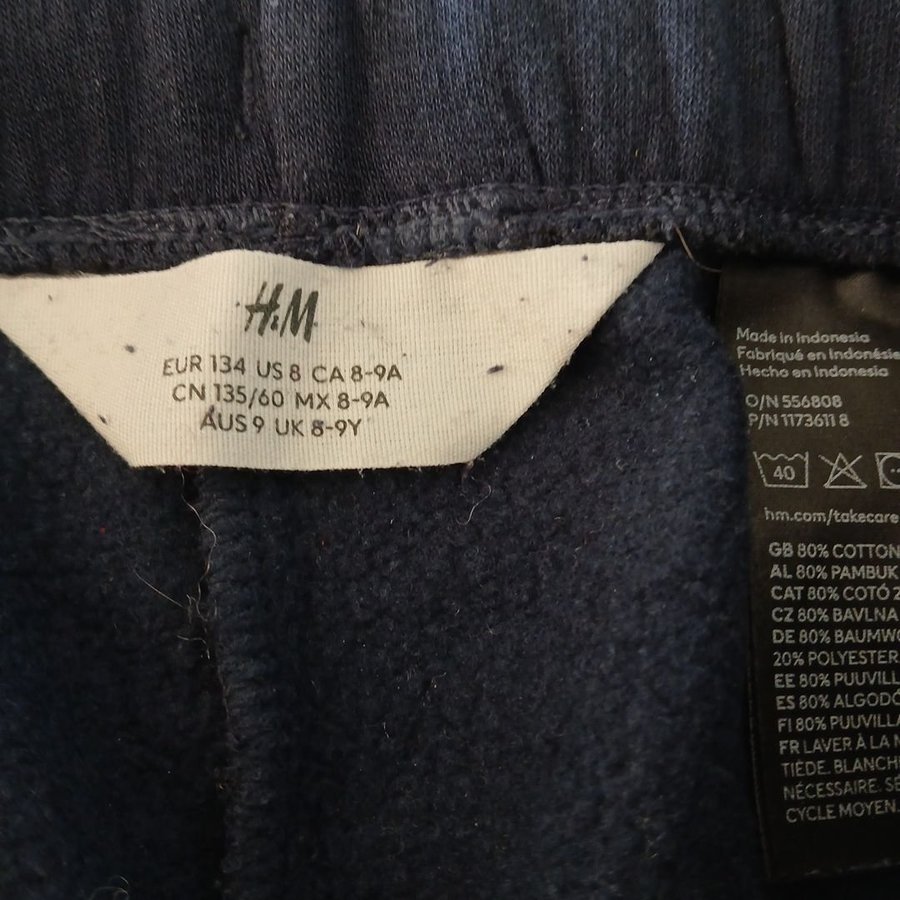 H&M
EUR 134 US 8 CA 8-9A
CN 135/60 MX 8-9A
AUS 9 UK 8-9Y
Made in Indonesia
Fabriqué en Indonésie
Hecho en Indonesia
O/N 556808
P/N 1173611 8
40
hm.com/takecare
GB 80% COTTON
AL 80% PAMBUK
CAT 80% COTÓ 2
CZ 80% BAVLNA
DE 80% BAUMWO
20% POLYESTER
EE 80% PUUVILL
ES 80% ALGODÓ
FI 80% PUUVILLA
FR LAVER À LA M
TIÈDE. BLANCH
NÉCESSAIRE. SÉ
CYCLE MOYEN.